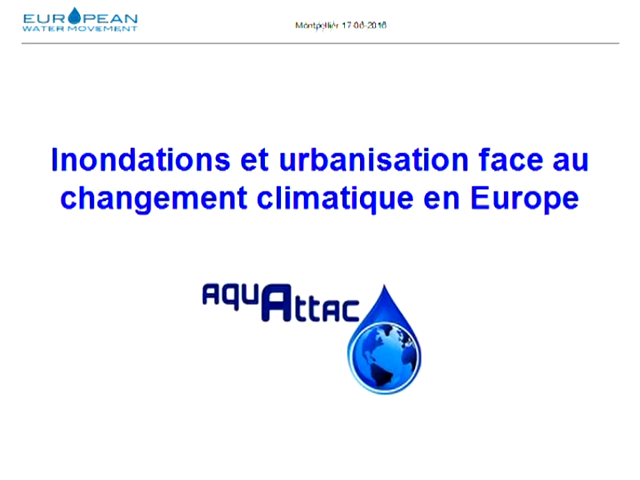 EUROPEAN
WATER MOVEMENT
Montpellier 17-06-2016
Inondations et urbanisation face au
changement climatique en Europe
aquAttac